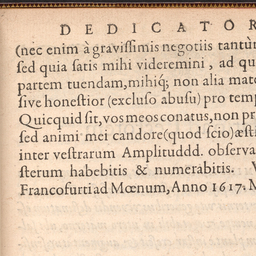 DEDICATOR
(nec enim à gravissimis negotiis tantùm
sed quia satis mihi videremini, ad qu
partem tuendam, mihiq́; non alia mate
sive honestior (excluso abusu) pro temp
Quicquid sit, vos meos conatus, non pr
sed animi mei candore (quod scio) æsti
inter vestrarum Amplituddd. observa
sterum habebitis & numerabitis. V
Francofurti ad Mœnum, Anno 1617. M